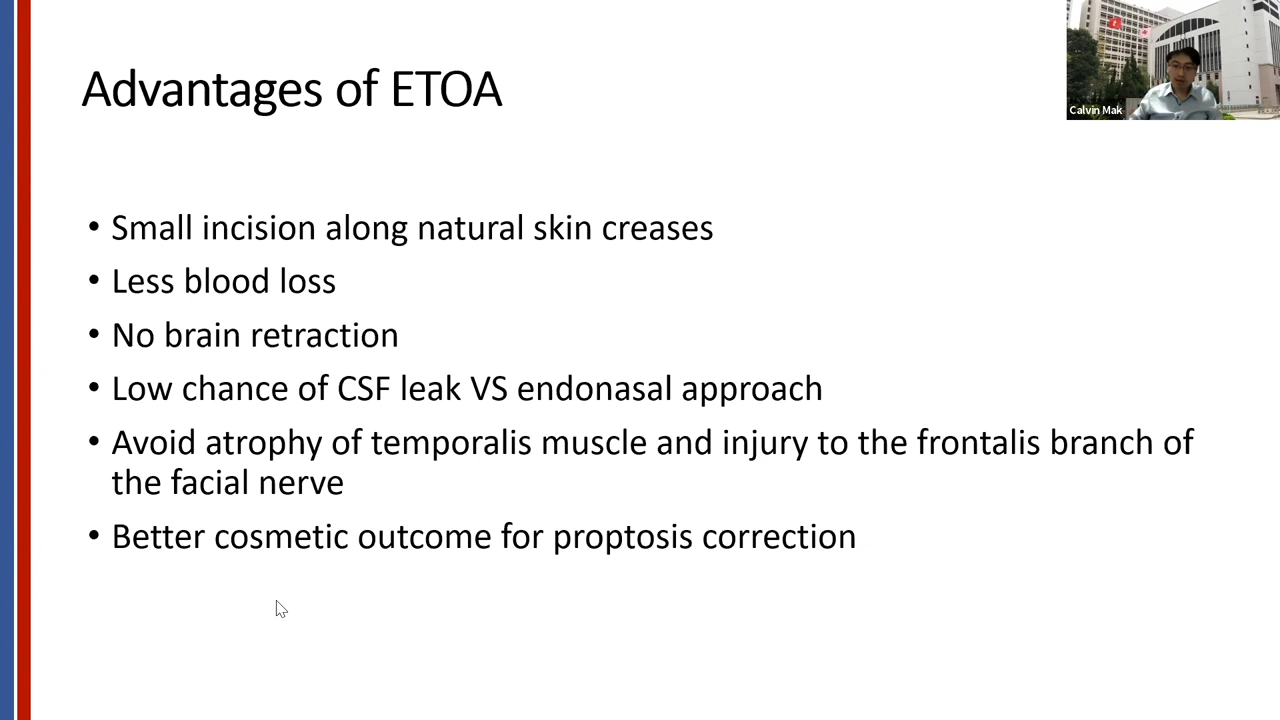 Advantages of ETOA
Calvin Mak
• Small incision along natural skin creases
• Less blood loss
• No brain retraction
• Low chance of CSF leak VS endonasal approach
• Avoid atrophy of temporalis muscle and injury to the frontalis branch of
the facial nerve
• Better cosmetic outcome for proptosis correction